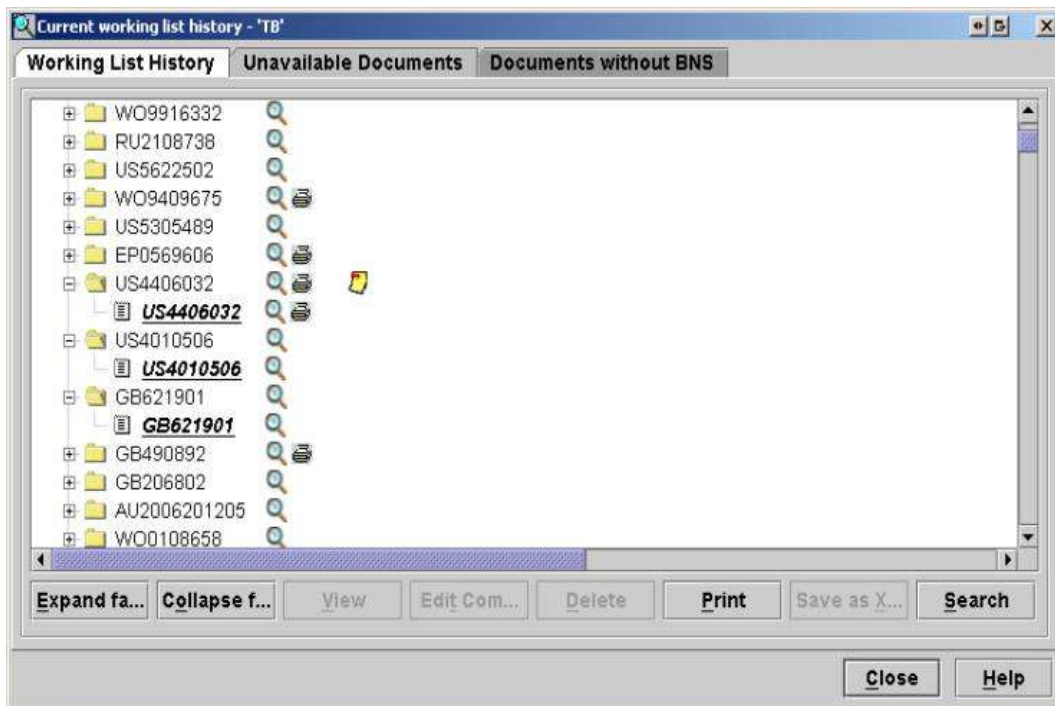 Current working list history - 'TB'
Working List History Unavailable Documents Documents without BNS
WO9916332
RU2108738
US5622502
WO9409675
US5305489
EP0569606
US4406032
US4406032
US4010506
US4010506
GB621901
GB621901
GB490892
GB206802
AU2006201205
WO0108658
Expand fa... Collapse f... View Edit Com... Delete Print Save as X... Search
Close Help